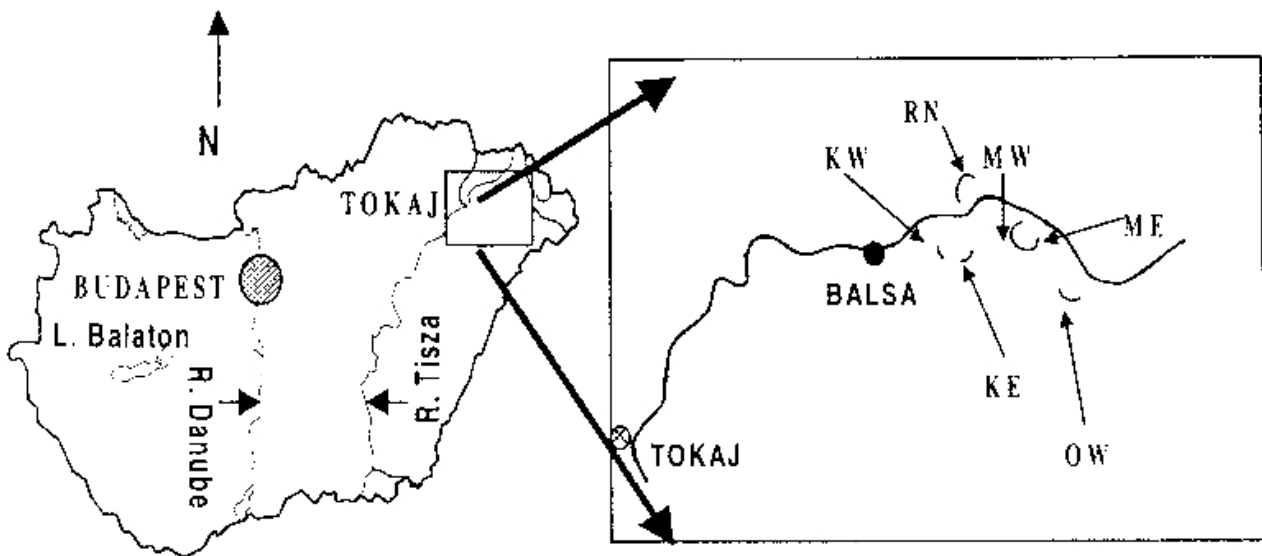 N
TOKAJ
BUDAPEST
L. Balaton
R. Danube
R. Tisza
RN
KW
MW
ME
BALSA
KE
OW
TOKAJ